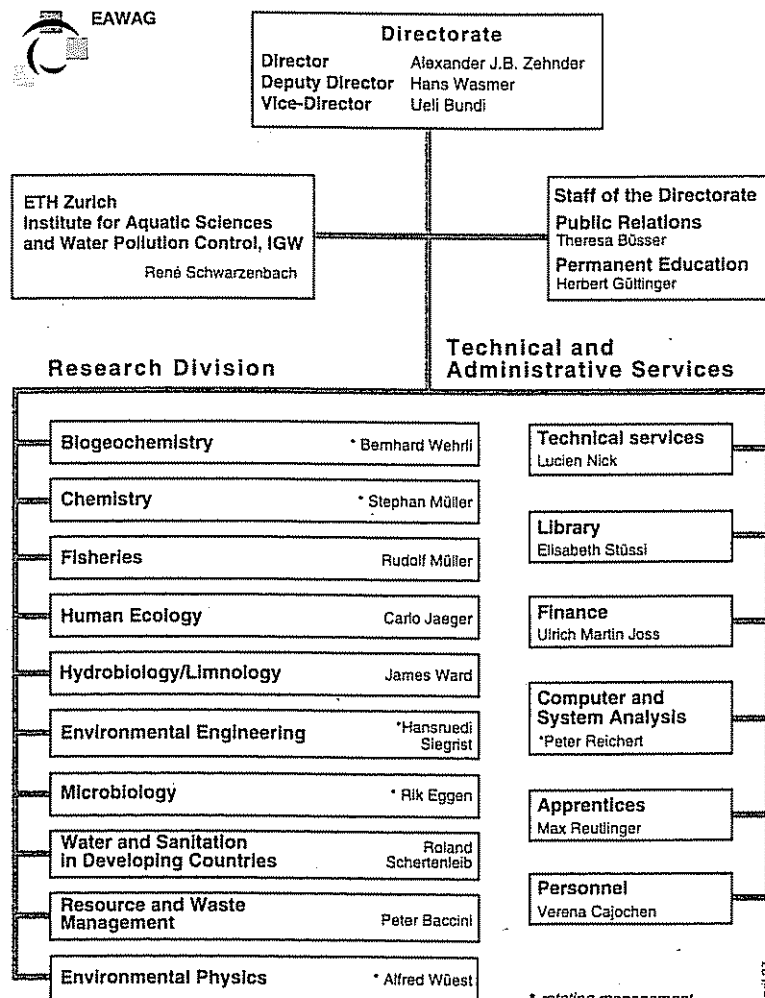 EAWAG
Directorate
Director Alexander J.B. Zehnder
Deputy Director Hans Wasmer
Vice-Director Ueli Bundi
ETH Zurich
Institute for Aquatic Sciences
and Water Pollution Control, IGW
René Schwarzenbach
Staff of the Directorate
Public Relations
Theresa Büsser
Permanent Education
Herbert Güttinger
Research Division
Technical and
Administrative Services
Biogeochemistry * Bernhard Wehrli
Chemistry * Stephan Müller
Fisheries Rudolf Müller
Human Ecology Carlo Jaeger
Hydrobiology/Limnology James Ward
Environmental Engineering *Hansruedi
Siegrist
Microbiology * Rik Eggen
Water and Sanitation
in Developing Countries Roland
Schertenleib
Resource and Waste
Management Peter Baccini
Environmental Physics * Alfred Wüest
Technical services
Lucien Nick
Library
Elisabeth Stüssi
Finance
Ulrich Martin Joss
Computer and
System Analysis
*Peter Reichert
Apprentices
Max Reutlinger
Personnel
Verena Cajochen
* rotating management